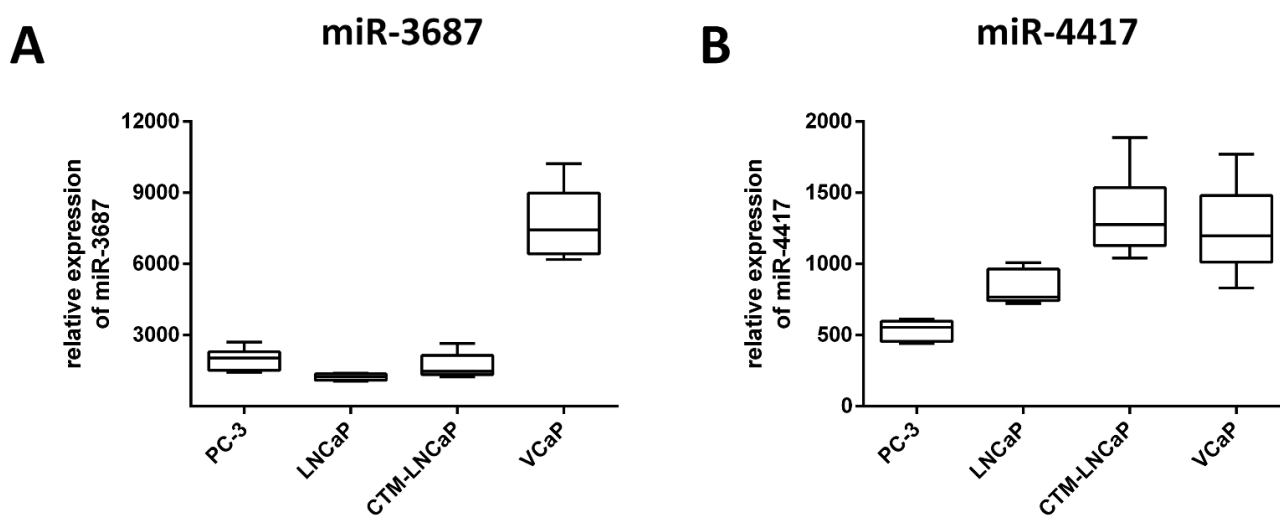 A
miR-3687
relative expression
of miR-3687
12000
9000
6000
3000
PC-3
LNCaP
CTM-LNCaP
VCaP
B
miR-4417
relative expression
of miR-4417
2000
1500
1000
500
0
PC-3
LNCaP
CTM-LNCaP
VCaP